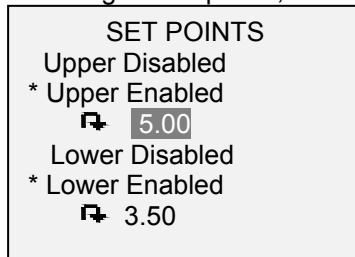 SET POINTS
Upper Disabled
* Upper Enabled
5.00
Lower Disabled
* Lower Enabled
3.50